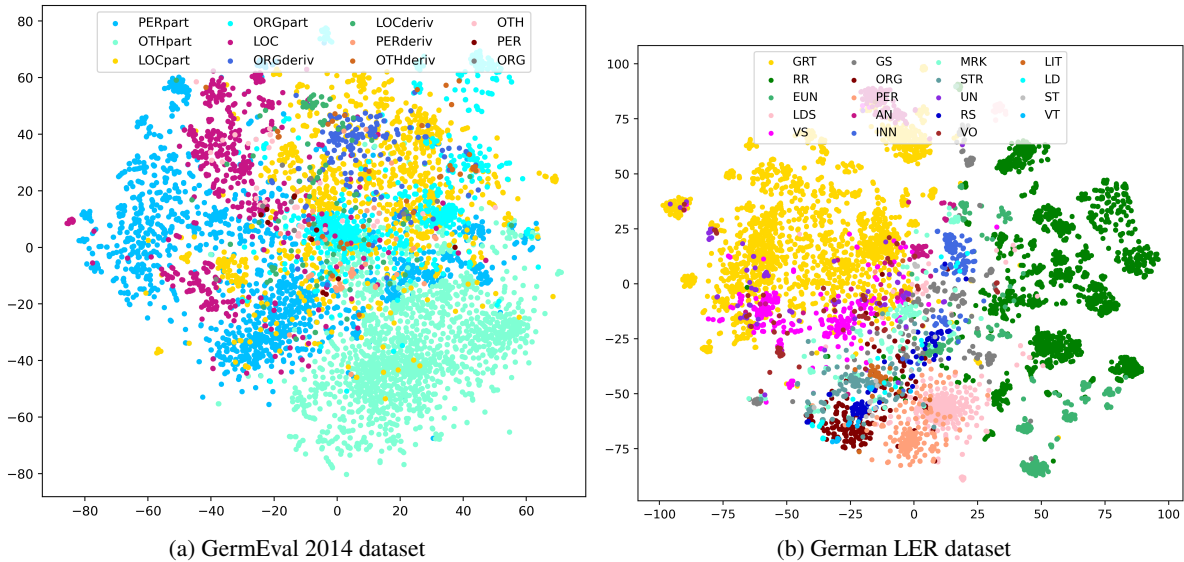 PERpart ORGpart LOCderiv OTH
OTHpart LOC PERderiv PER
LOCpart ORGderiv OTHderiv ORG
80
60
40
20
0
−20
−40
−60
−80
−80 −60 −40 −20 0 20 40 60
(a) GermEval 2014 dataset
GRT GS MRK LIT
RR ORG STR LD
EUN PER UN ST
LDS AN RS VT
VS INN VO
100
75
50
25
0
−25
−50
−75
−100 −75 −50 −25 0 25 50 75 100
(b) German LER dataset